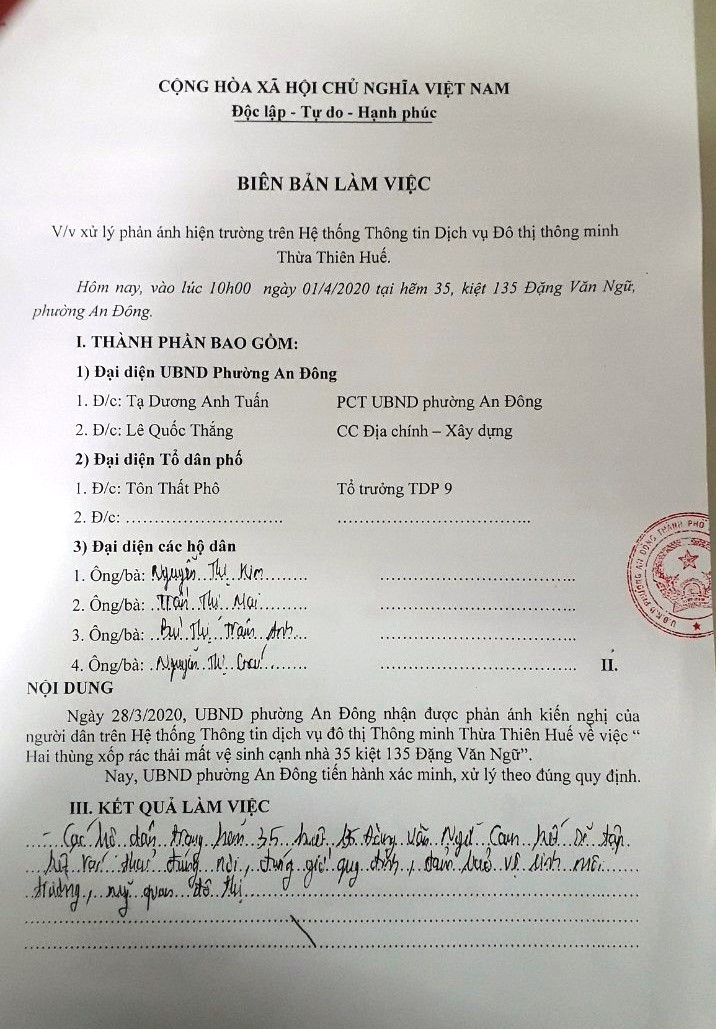 CỘNG HÒA XÃ HỘI CHỦ NGHĨA VIỆT NAM
Độc lập - Tự do - Hạnh phúc
BIÊN BẢN LÀM VIỆC
V/v xử lý phản ánh hiện trường trên Hệ thống Thông tin Dịch vụ Đô thị thông minh
Thừa Thiên Huế.
Hôm nay, vào lúc 10h00 ngày 01/4/2020 tại hẽm 35, kiệt 135 Đặng Văn Ngữ,
phường An Đông.
I. THÀNH PHẦN BAO GỒM:
1) Đại diện UBND Phường An Đông
1. Đ/c: Tạ Dương Anh Tuấn PCT UBND phường An Đông
2. Đ/c: Lê Quốc Thắng CC Địa chính – Xây dựng
2) Đại diện Tổ dân phố
1. Đ/c: Tôn Thất Phô Tổ trưởng TDP 9
2. Đ/c: ............................ ..................................
3) Đại diện các hộ dân
1. Ông/bà: Nguyễn Thị Kim
2. Ông/bà: Trần Thị Mai
3. Ông/bà: Bùi Thị Trâm Anh
4. Ông/bà: Nguyễn Thị II.
NỘI DUNG
Ngày 28/3/2020, UBND phường An Đông nhận được phản ánh kiến nghị của
người dân trên Hệ thống Thông tin dịch vụ đô thị Thông minh Thừa Thiên Huế về việc “
Hai thùng xốp rác thải mất vệ sinh cạnh nhà 35 kiệt 135 Đặng Văn Ngữ”.
Nay, UBND phường An Đông tiến hành xác minh, xử lý theo đúng quy định.
III. KẾT QUẢ LÀM VIỆC
- Các hộ dân trong hẻm 35 kiệt Đặng Văn Ngữ Cam kết
đúng nơi, đúng giờ quy định, đảm bảo vệ sinh môi
trường, mỹ quan đô thị